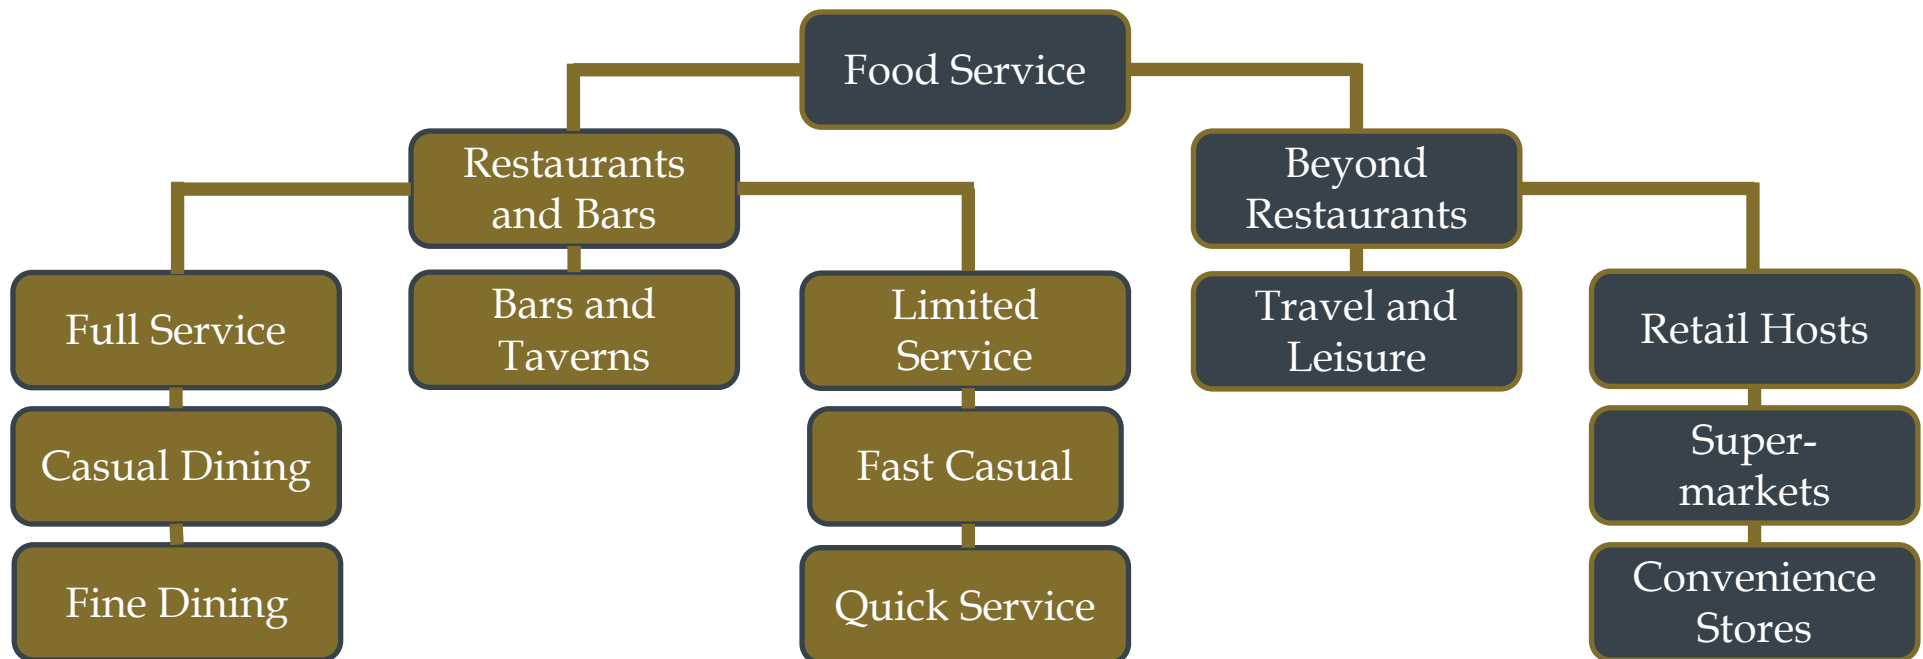 Food Service
Restaurants
and Bars
Beyond
Restaurants
Full Service
Bars and
Taverns
Limited
Service
Travel and
Leisure
Retail Hosts
Casual Dining
Fast Casual
Super-
markets
Fine Dining
Quick Service
Convenience
Stores